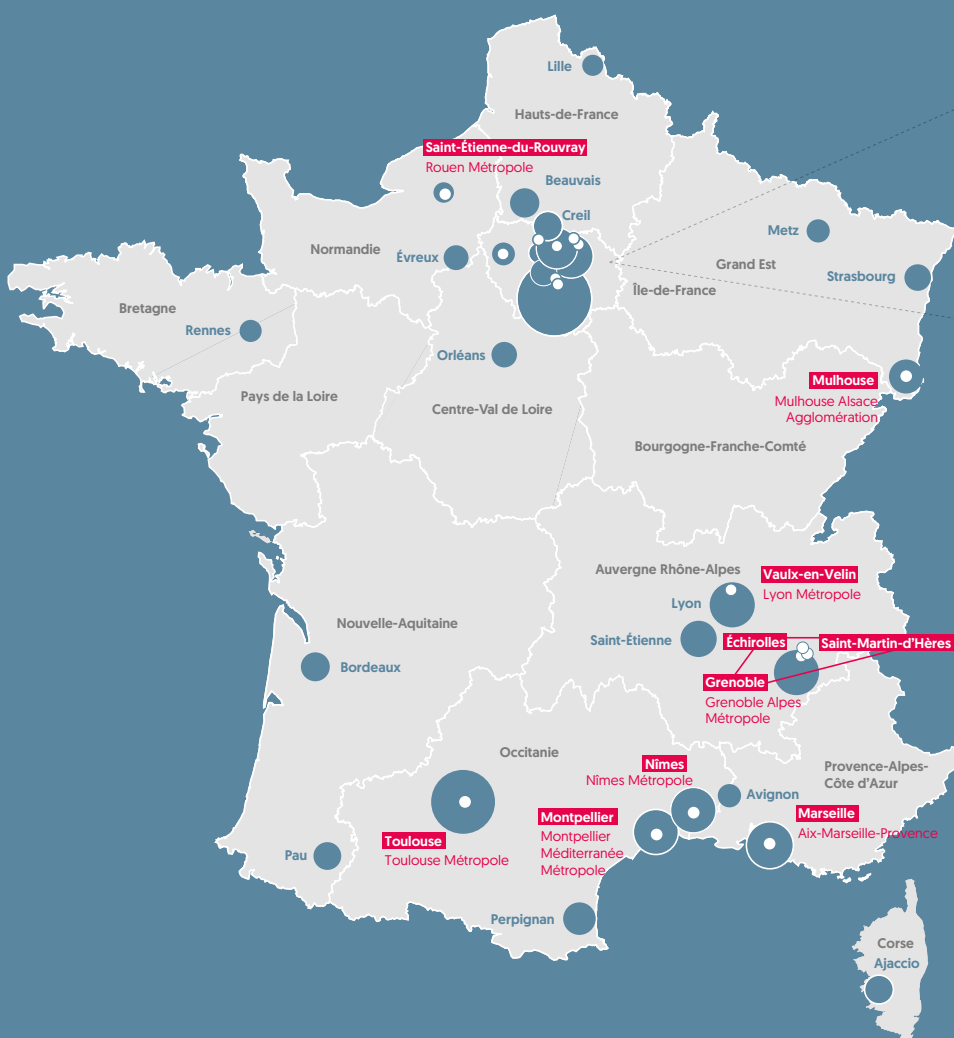 Lille
Hauts-de-France
Saint-Étienne-du-Rouvray
Rouen Métropole
Beauvais
Creil
Metz
Normandie
Évreux
Grand Est
Strasbourg
Île-de-France
Bretagne
Rennes
Orléans
Mulhouse
Mulhouse Alsace
Agglomération
Pays de la Loire
Centre-Val de Loire
Bourgogne-Franche-Comté
Auvergne Rhône-Alpes
Vaulx-en-Velin
Lyon Métropole
Lyon
Nouvelle-Aquitaine
Saint-Étienne
Échirolles
Saint-Martin-d'Hères
Bordeaux
Grenoble
Grenoble Alpes
Métropole
Occitanie
Nîmes
Nîmes Métropole
Provence-Alpes-
Côte d'Azur
Avignon
Montpellier
Montpellier
Méditerranée
Métropole
Marseille
Aix-Marseille-Provence
Toulouse
Toulouse Métropole
Pau
Perpignan
Corse
Ajaccio